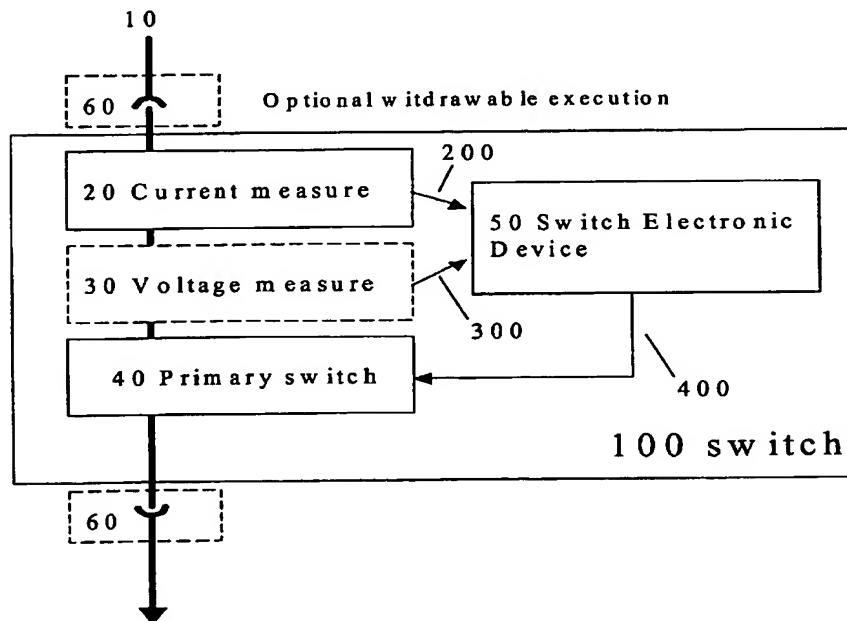 10
60
Optional witdrawable execution
20 Current measure
200
50 Switch Electronic
Device
30 Voltage measure
300
40 Primary switch
400
100 switch
60